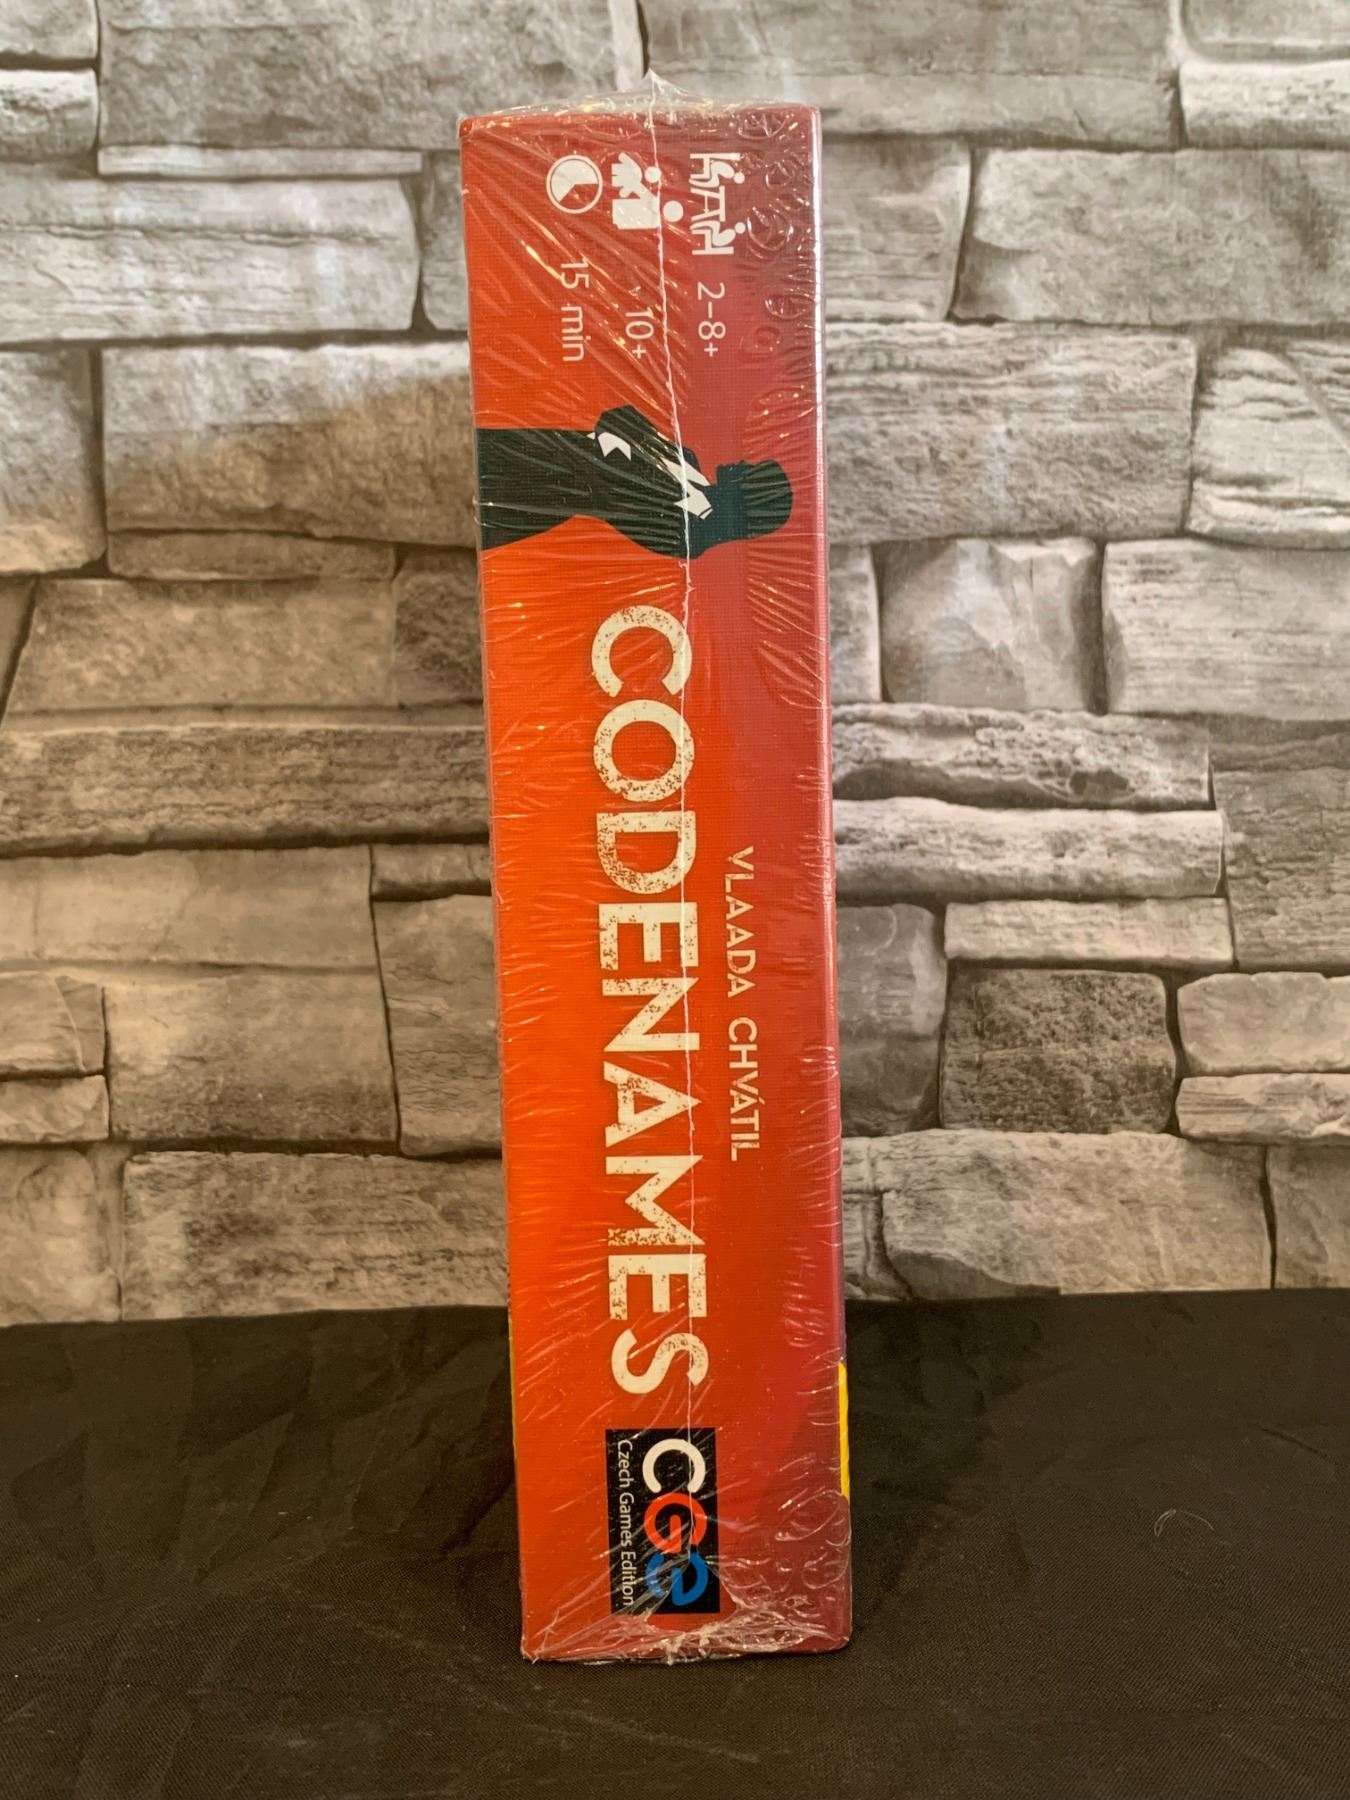 2–8+
10+
15 min
VLAADA CHVÁTIL
CODENAMES
CGE
Czech Games Edition